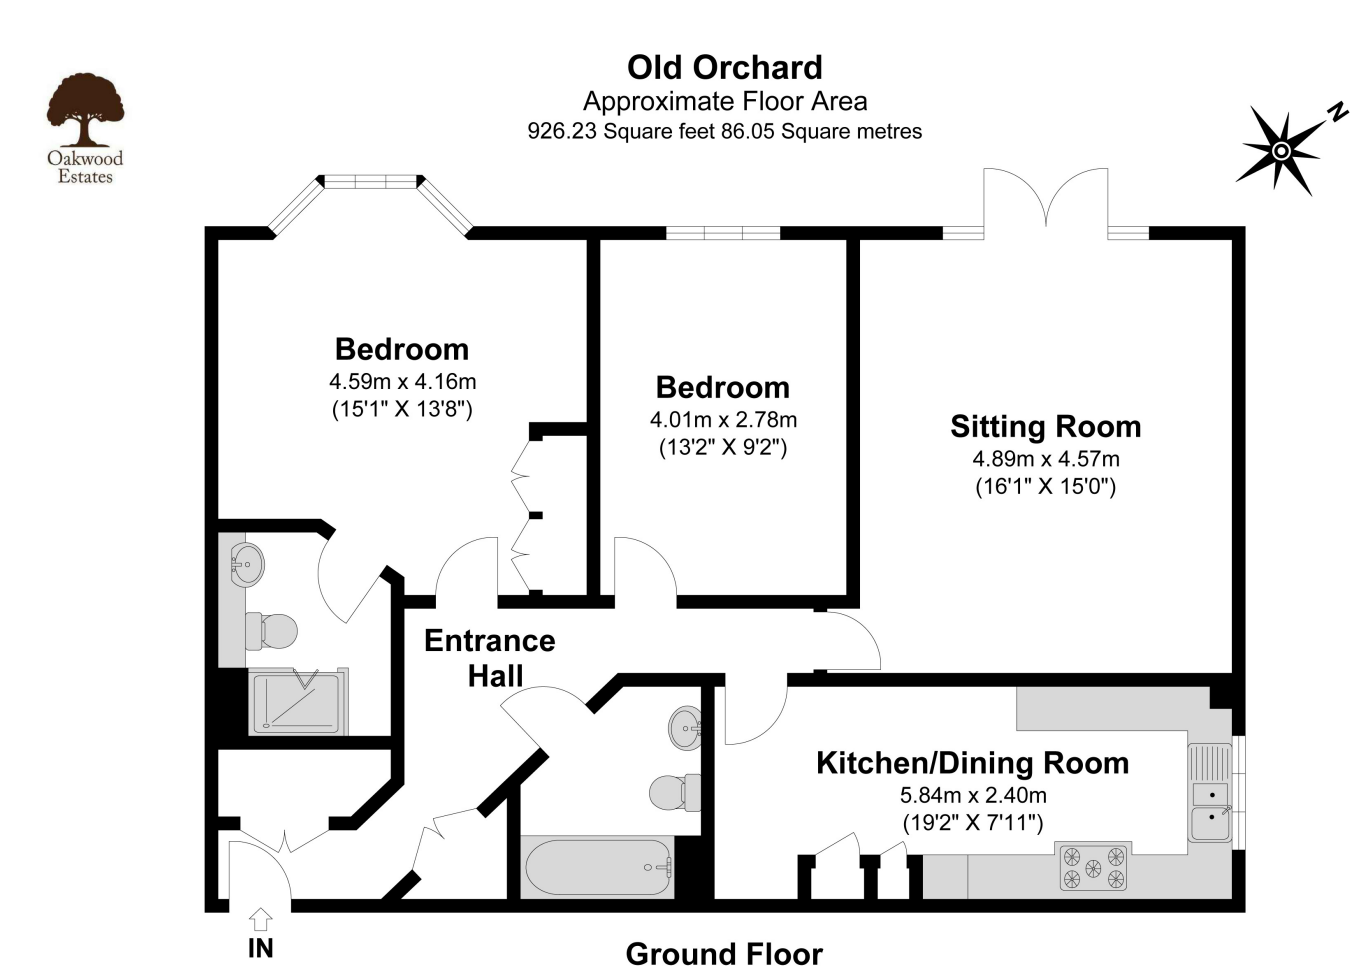 Old Orchard
Approximate Floor Area
926.23 Square feet 86.05 Square metres
Oakwood
Estates
N
Bedroom
4.59m x 4.16m
(15'1" X 13'8")
Bedroom
4.01m x 2.78m
(13'2" X 9'2")
Sitting Room
4.89m x 4.57m
(16'1" X 15'0")
Entrance
Hall
Kitchen/Dining Room
5.84m x 2.40m
(19'2" X 7'11")
IN
Ground Floor